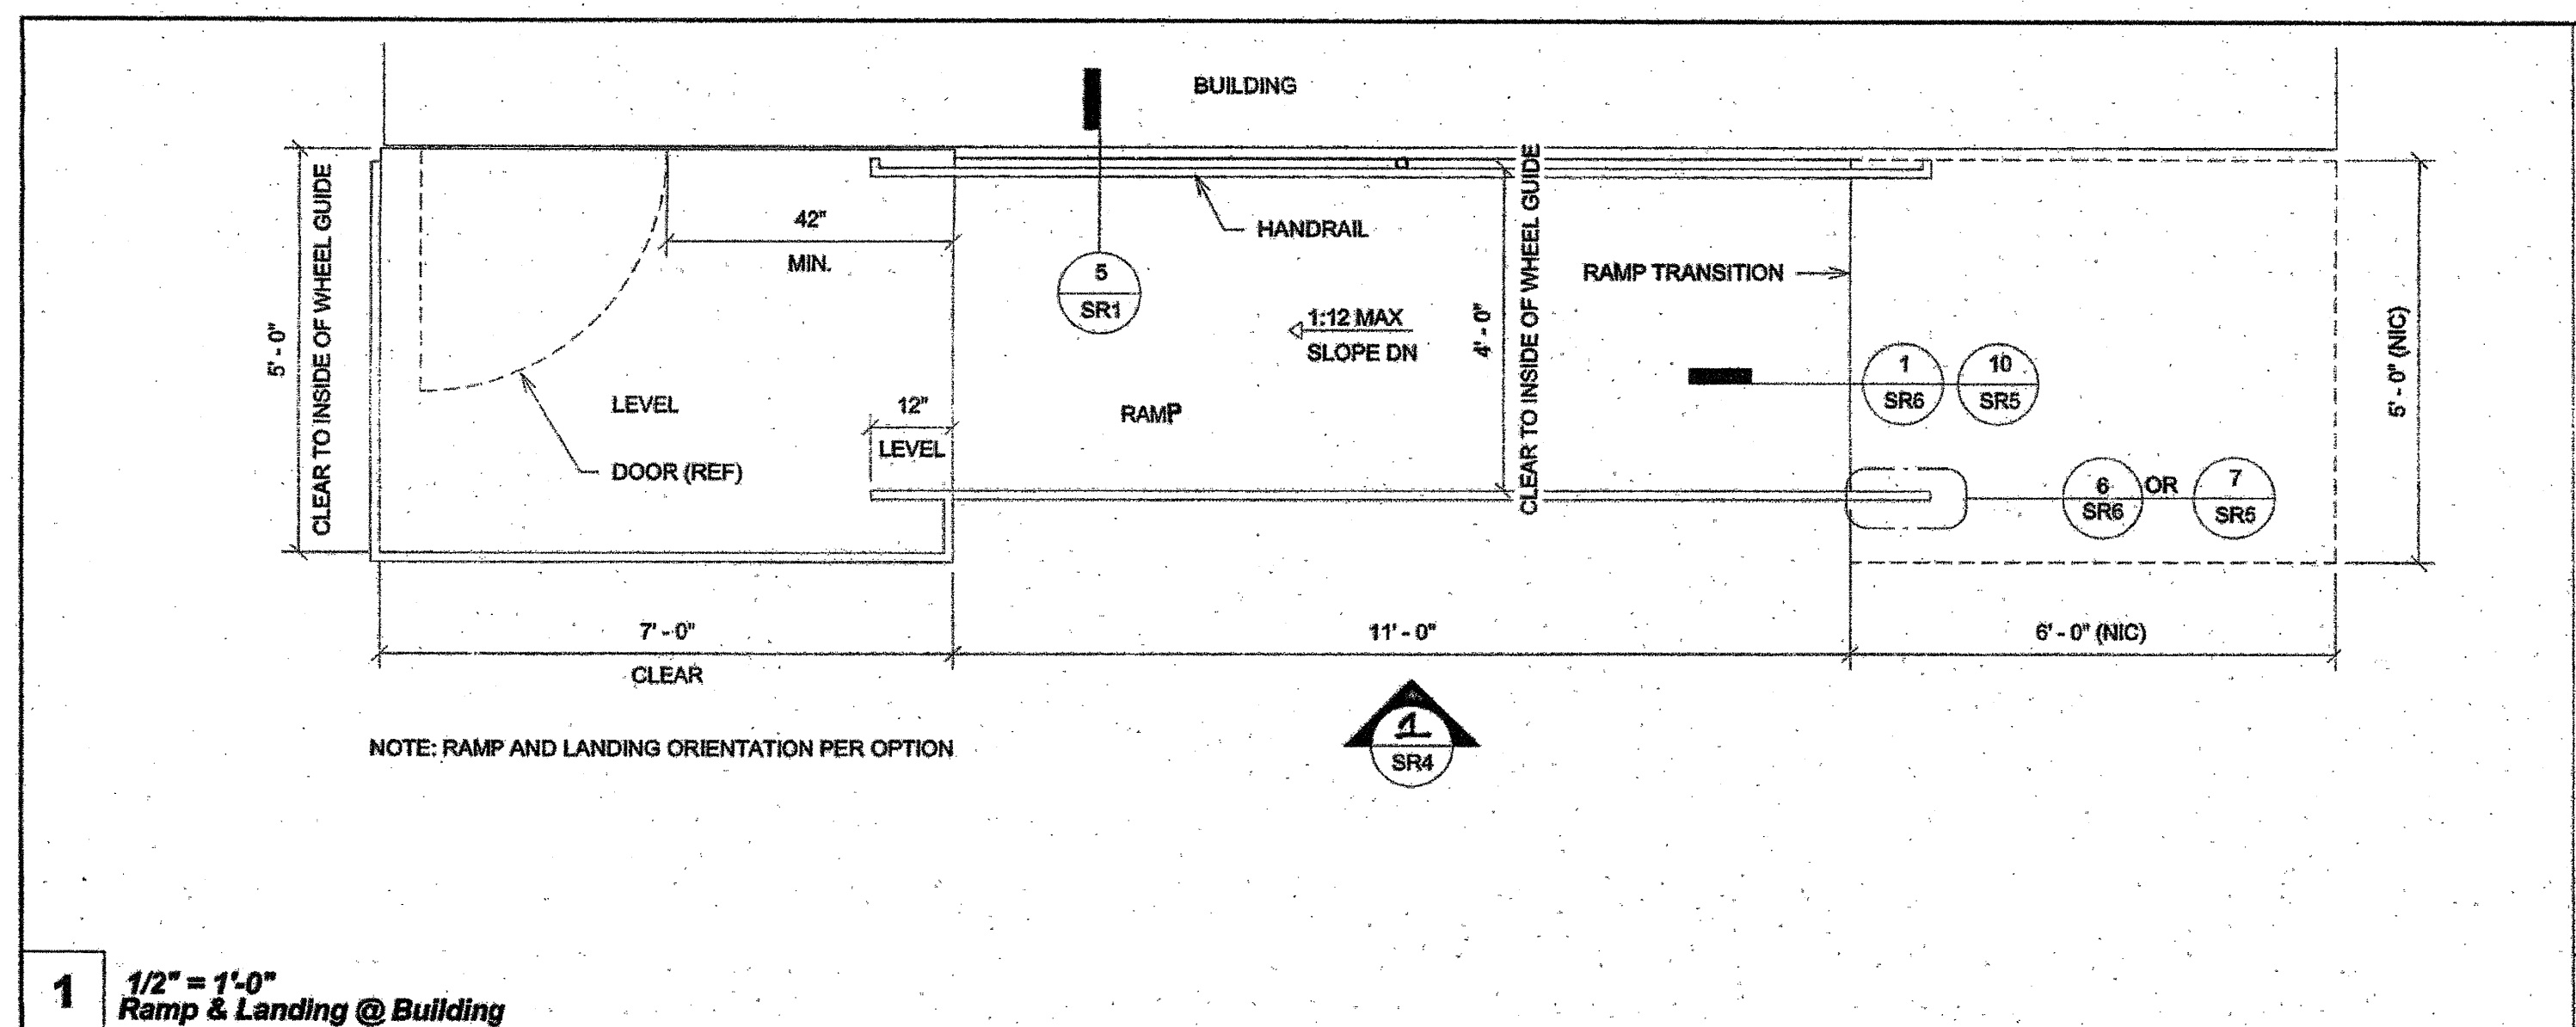 BUILDING
CLEAR TO INSIDE OF WHEEL GUIDE
5' - 0"
42"
MIN.
HANDRAIL
5
SR1
1:12 MAX
SLOPE DN
4' - 0"
CLEAR TO INSIDE OF WHEEL GUIDE
RAMP TRANSITION
5' - 0" (NIC)
1
SR6
10
SR5
LEVEL
12"
LEVEL
RAMP
DOOR (REF)
6
SR6
OR
7
SR5
7' - 0"
CLEAR
11' - 0"
6' - 0" (NIC)
NOTE: RAMP AND LANDING ORIENTATION PER OPTION
1
SR4
1
1/2" = 1'-0"
Ramp & Landing @ Building